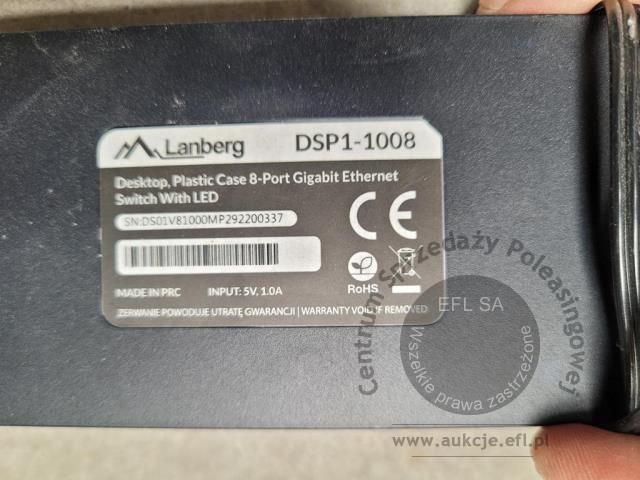 Lanberg
DSP1-1008
Desktop, Plastic Case 8-Port Gigabit Ethernet
Switch With LED
SN:DS01V81000MP292200337
CE
RoHS
MADE IN PRC
INPUT: 5V, 1.0A
ZERWANIE POWODUJE UTRATĘ GWARANCJI | WARRANTY VOID IF REMOVED
Centrum Sprzedaży Poleasingowej
EFL SA
Wszelkie prawa zastrzeżone
www.aukcje.efl.pl